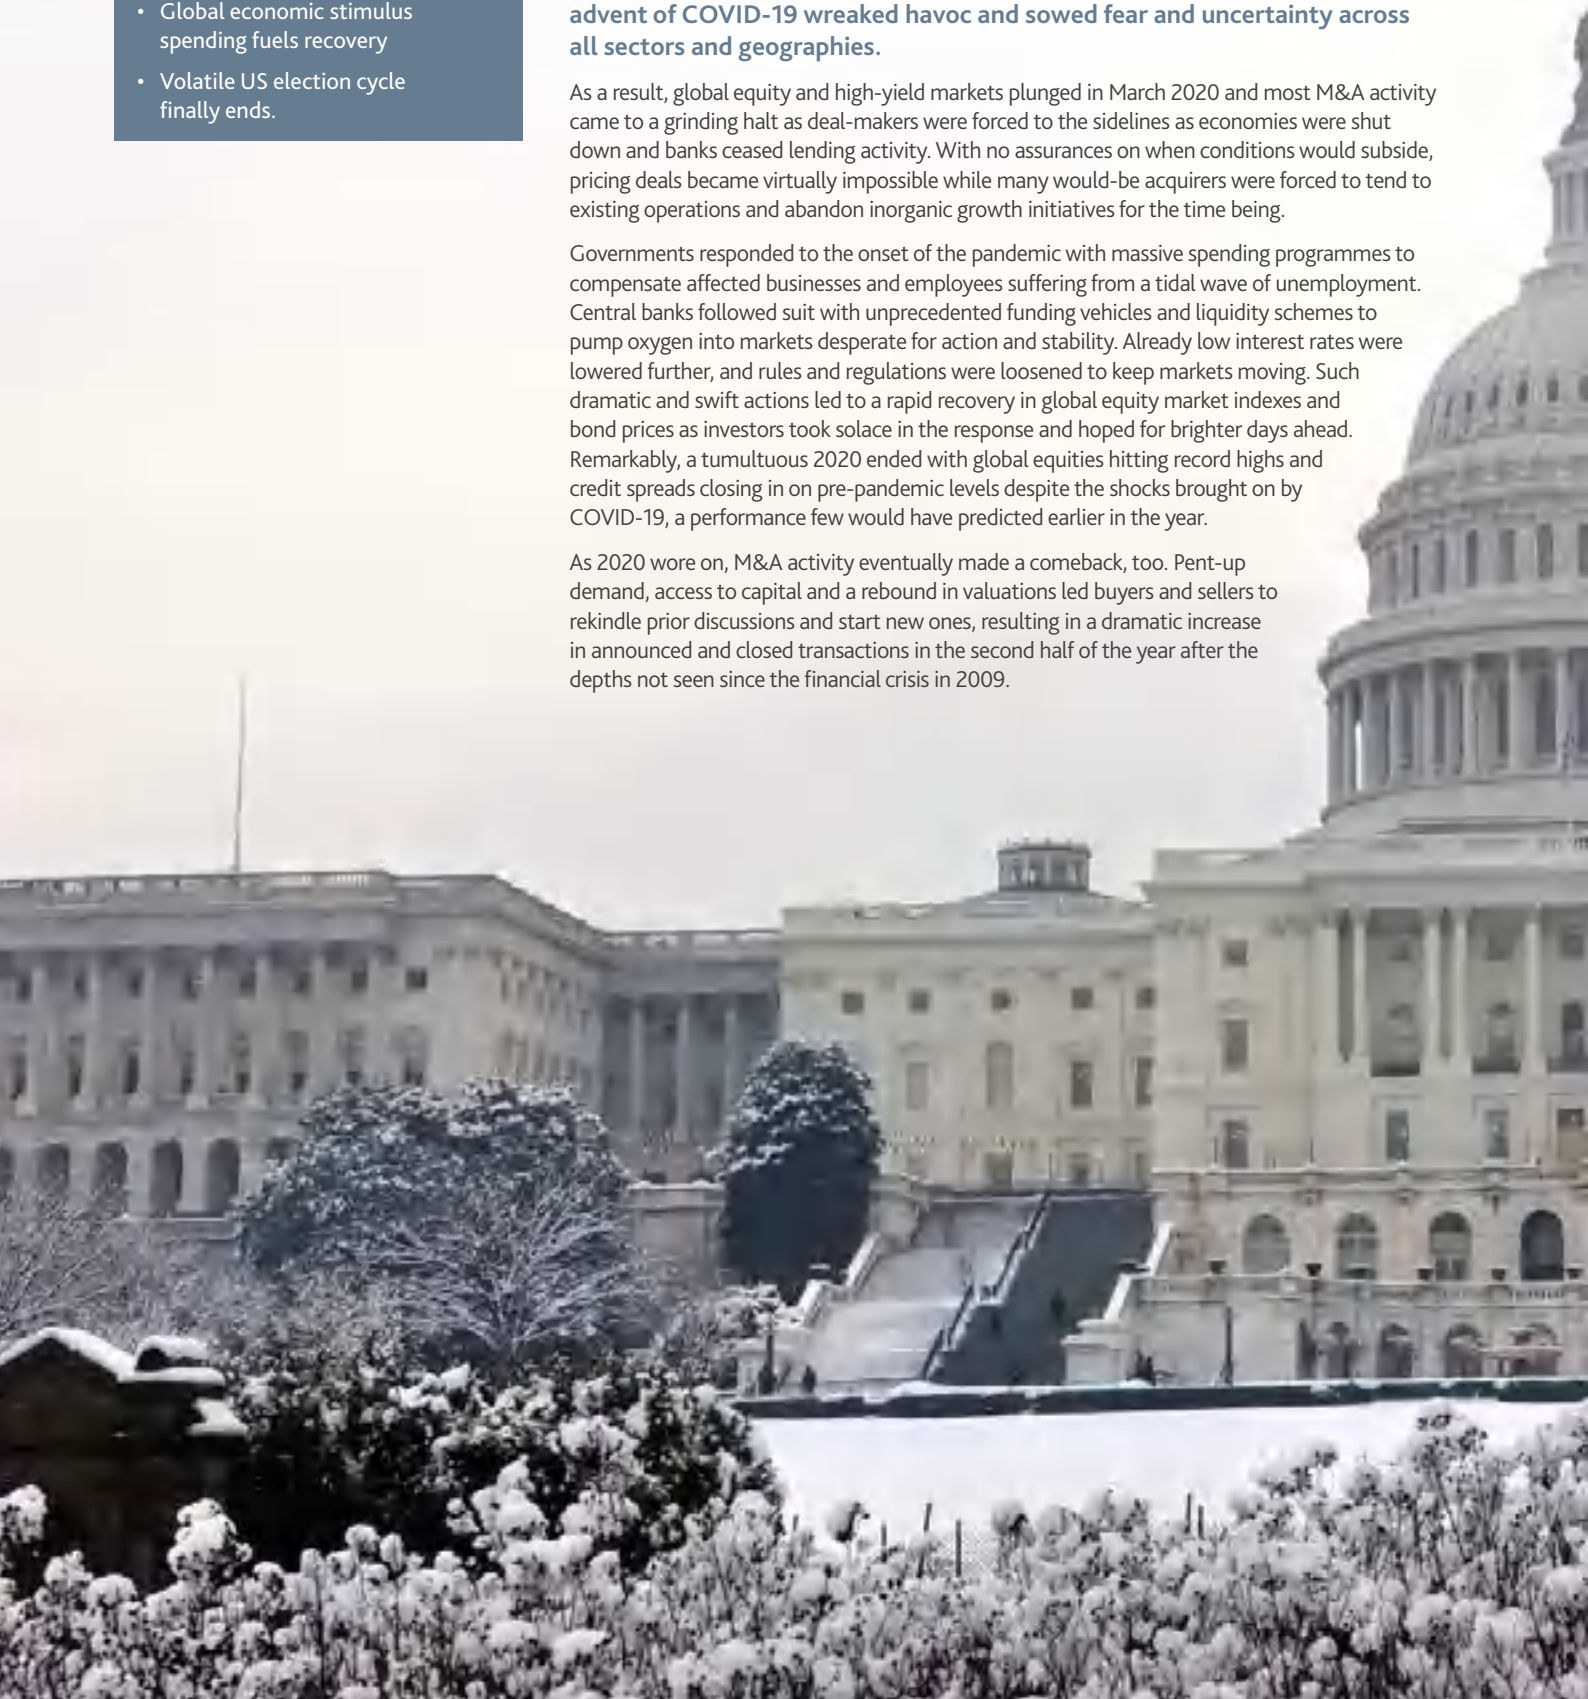 • Global economic stimulus
spending fuels recovery
• Volatile US election cycle
finally ends.
advent of COVID-19 wreaked havoc and sowed fear and uncertainty across
all sectors and geographies.
As a result, global equity and high-yield markets plunged in March 2020 and most M&A activity
came to a grinding halt as deal-makers were forced to the sidelines as economies were shut
down and banks ceased lending activity. With no assurances on when conditions would subside,
pricing deals became virtually impossible while many would-be acquirers were forced to tend to
existing operations and abandon inorganic growth initiatives for the time being.
Governments responded to the onset of the pandemic with massive spending programmes to
compensate affected businesses and employees suffering from a tidal wave of unemployment.
Central banks followed suit with unprecedented funding vehicles and liquidity schemes to
pump oxygen into markets desperate for action and stability. Already low interest rates were
lowered further, and rules and regulations were loosened to keep markets moving. Such
dramatic and swift actions led to a rapid recovery in global equity market indexes and
bond prices as investors took solace in the response and hoped for brighter days ahead.
Remarkably, a tumultuous 2020 ended with global equities hitting record highs and
credit spreads closing in on pre-pandemic levels despite the shocks brought on by
COVID-19, a performance few would have predicted earlier in the year.
As 2020 wore on, M&A activity eventually made a comeback, too. Pent-up
demand, access to capital and a rebound in valuations led buyers and sellers to
rekindle prior discussions and start new ones, resulting in a dramatic increase
in announced and closed transactions in the second half of the year after the
depths not seen since the financial crisis in 2009.